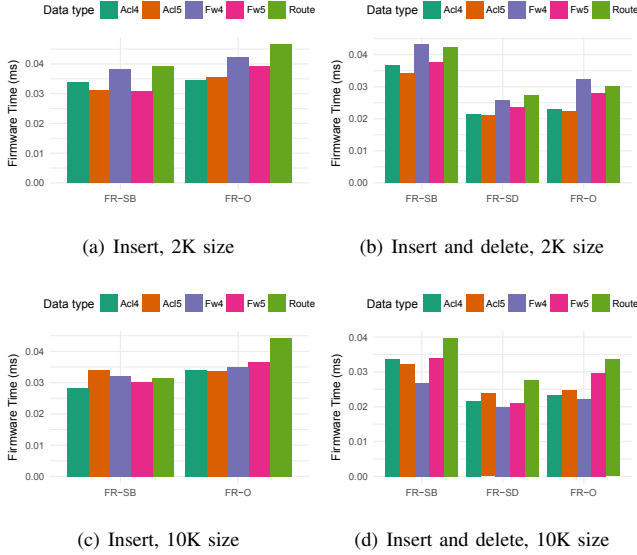 Data type Acl4 Acl5 Fw4 Fw5 Route
Firmware Time (ms)
0.04
0.03
0.02
0.01
0.00
FR−SB FR−O
(a) Insert, 2K size
Data type Acl4 Acl5 Fw4 Fw5 Route
Firmware Time (ms)
0.04
0.03
0.02
0.01
0.00
FR−SB FR−SD FR−O
(b) Insert and delete, 2K size
Data type Acl4 Acl5 Fw4 Fw5 Route
Firmware Time (ms)
0.04
0.03
0.02
0.01
0.00
FR−SB FR−O
(c) Insert, 10K size
Data type Acl4 Acl5 Fw4 Fw5 Route
Firmware Time (ms)
0.04
0.03
0.02
0.01
0.00
FR−SB FR−SD FR−O
(d) Insert and delete, 10K size